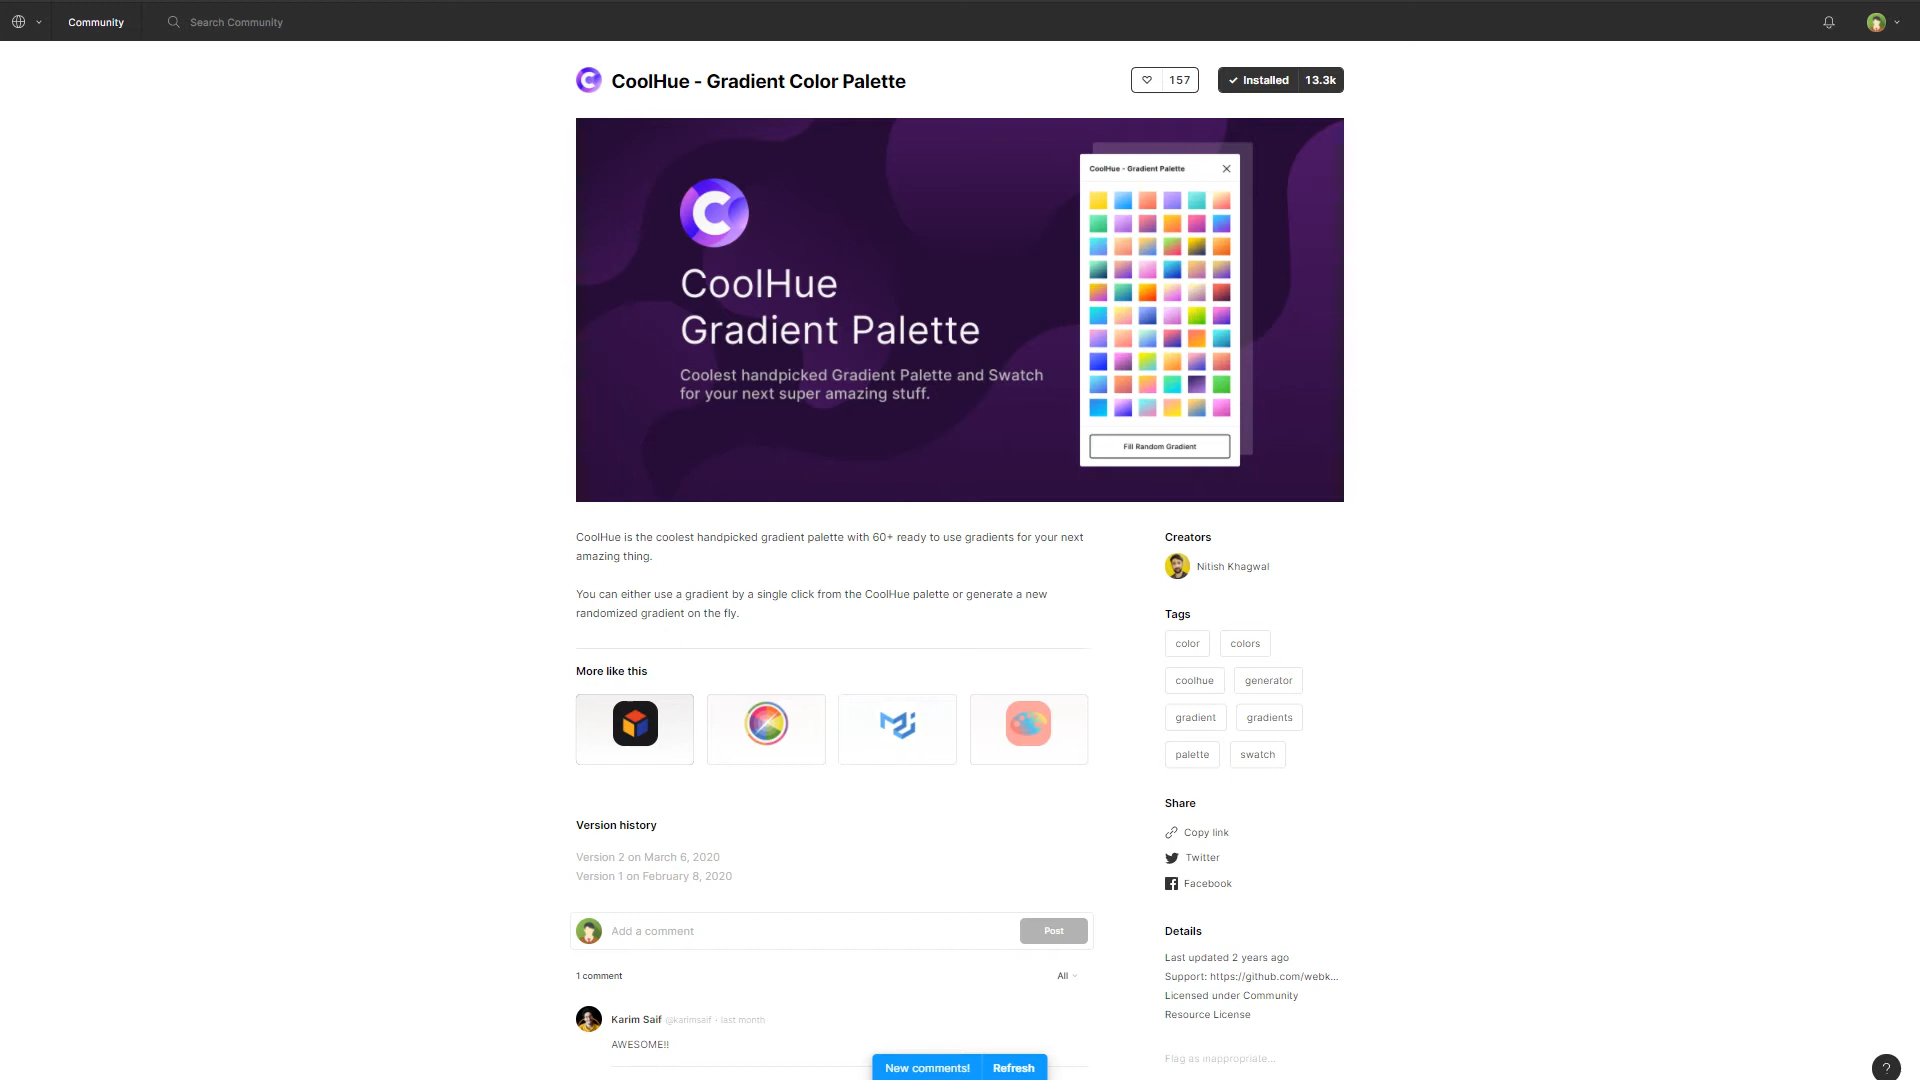 Community
Search Community
CoolHue - Gradient Color Palette
157
Installed 13.3k
CoolHue
Gradient Palette
Coolest handpicked Gradient Palette and Swatch
for your next super amazing stuff.
CoolHue - Gradient Palette
Fill Random Gradient
CoolHue is the coolest handpicked gradient palette with 60+ ready to use gradients for your next
amazing thing.
You can either use a gradient by a single click from the CoolHue palette or generate a new
randomized gradient on the fly.
More like this
Version history
Version 2 on March 6, 2020
Version 1 on February 8, 2020
Add a comment
Post
1 comment
All
Karim Saif @karimsaif · last month
AWESOME!!
New comments! Refresh
Creators
Nitish Khagwal
Tags
color colors
coolhue generator
gradient gradients
palette swatch
Share
Copy link
Twitter
Facebook
Details
Last updated 2 years ago
Support: https://github.com/webk...
Licensed under Community
Resource License
Flag as inappropriate...
?